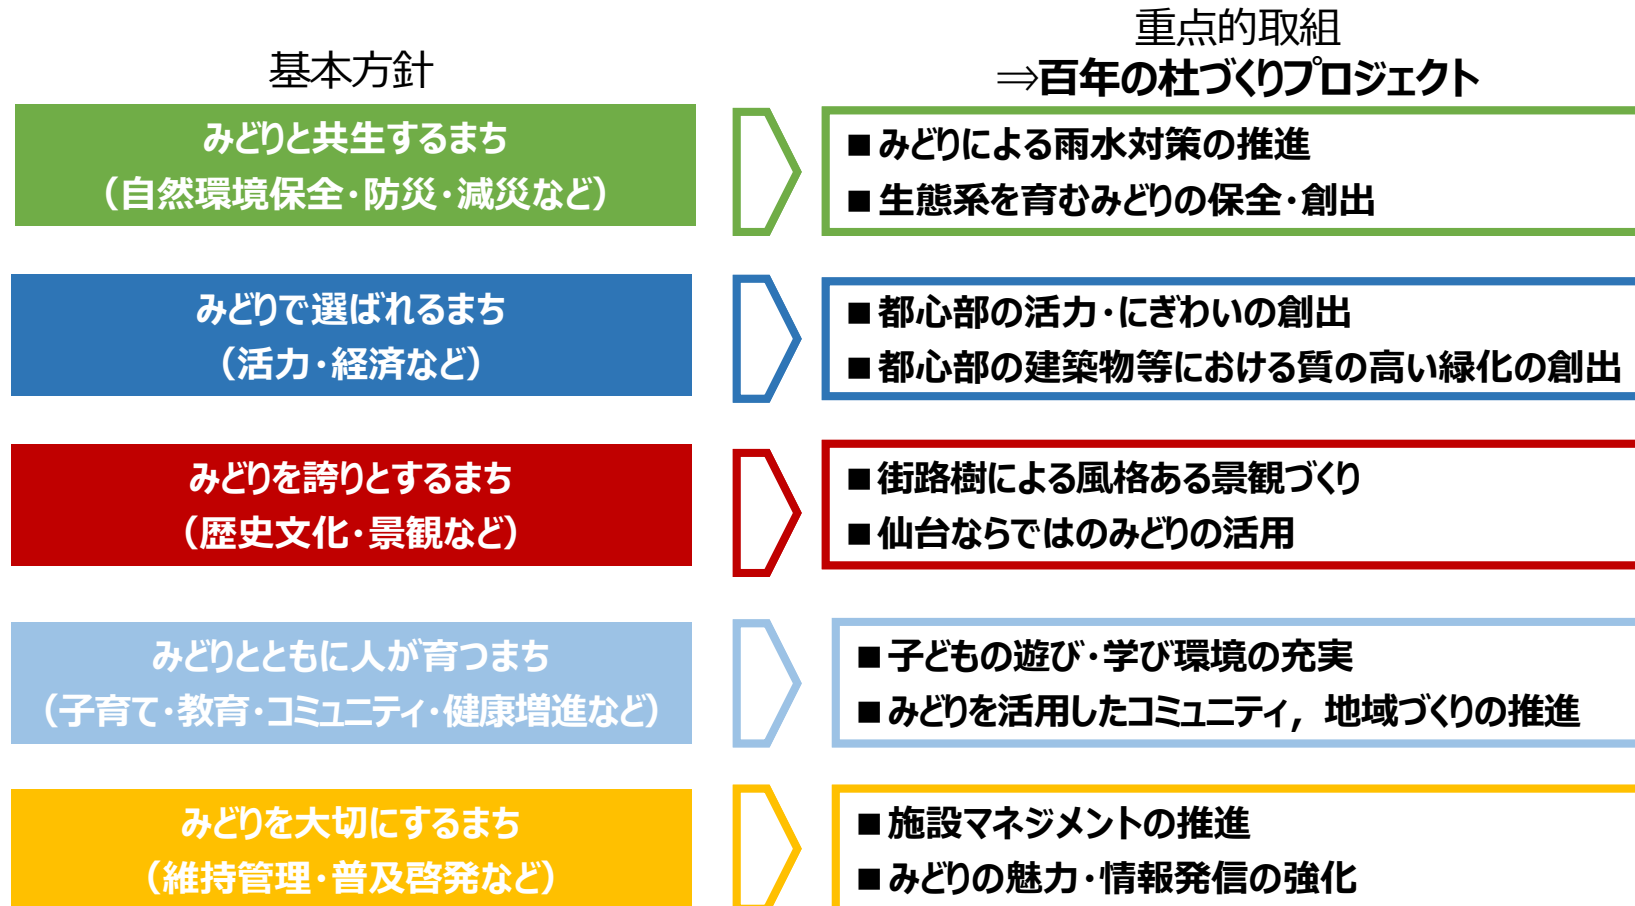 基本方針
重点的取組
⇒百年の杜づくりプロジェクト
みどりと共生するまち
（自然環境保全･防災･減災など）
■みどりによる雨水対策の推進
■生態系を育むみどりの保全･創出
みどりで選ばれるまち
（活力･経済など）
■都心部の活力･にぎわいの創出
■都心部の建築物等における質の高い緑化の創出
みどりを誇りとするまち
（歴史文化･景観など）
■街路樹による風格ある景観づくり
■仙台ならではのみどりの活用
みどりとともに人が育つまち
（子育て･教育･コミュニティ･健康増進など）
■子どもの遊び･学び環境の充実
■みどりを活用したコミュニティ，地域づくりの推進
みどりを大切にするまち
（維持管理･普及啓発など）
■施設マネジメントの推進
■みどりの魅力･情報発信の強化